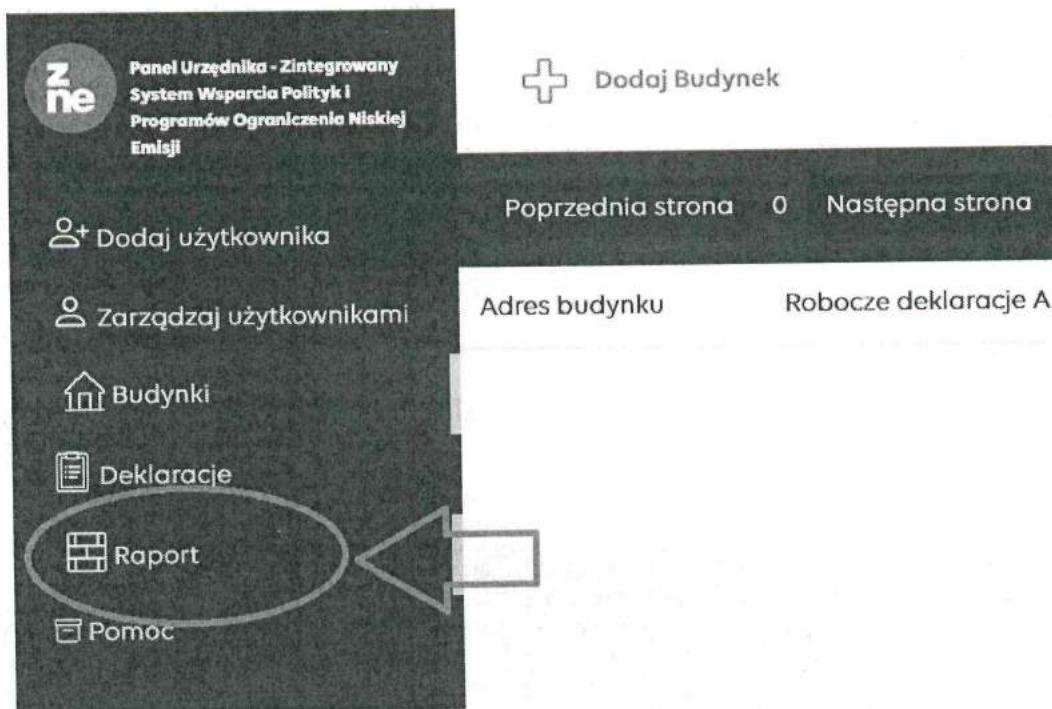 z
ne
Panel Urzędnika - Zintegrowany
System Wsparcia Polityk i
Programów Ograniczenia Niskiej
Emisji
Dodaj użytkownika
Zarządzaj użytkownikami
Budynki
Deklaracje
Raport
Pomoc
Dodaj Budynek
Poprzednia strona 0 Następna strona
Adres budynku Robocze deklaracje A